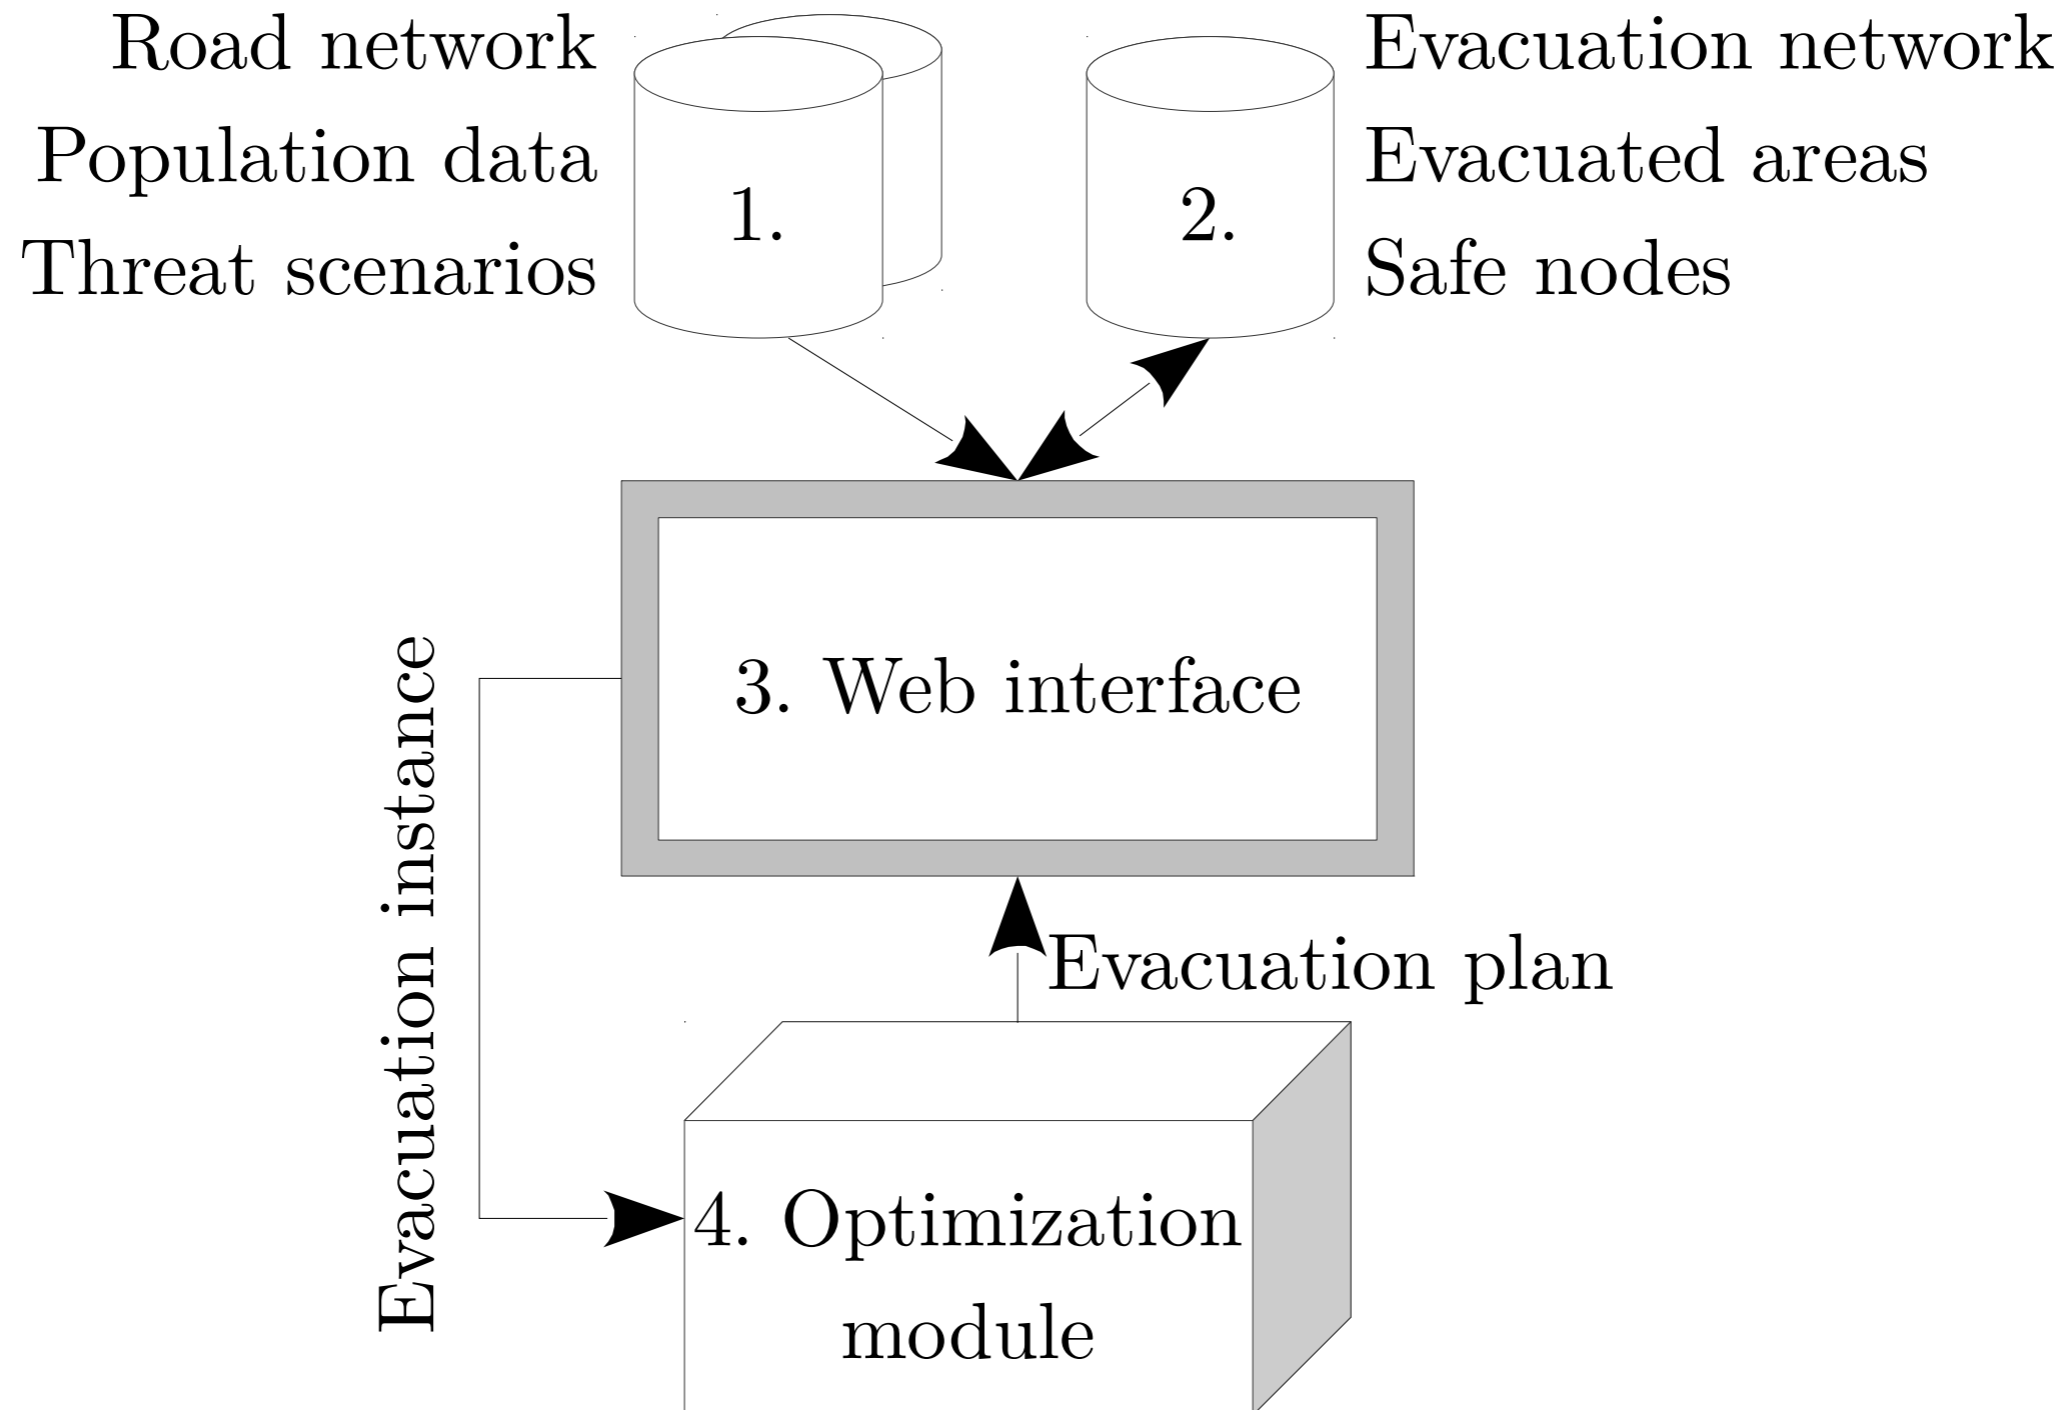 Road network
Population data
Threat scenarios
1.
2.
Evacuation network
Evacuated areas
Safe nodes
3. Web interface
Evacuation instance
Evacuation plan
4. Optimization
module